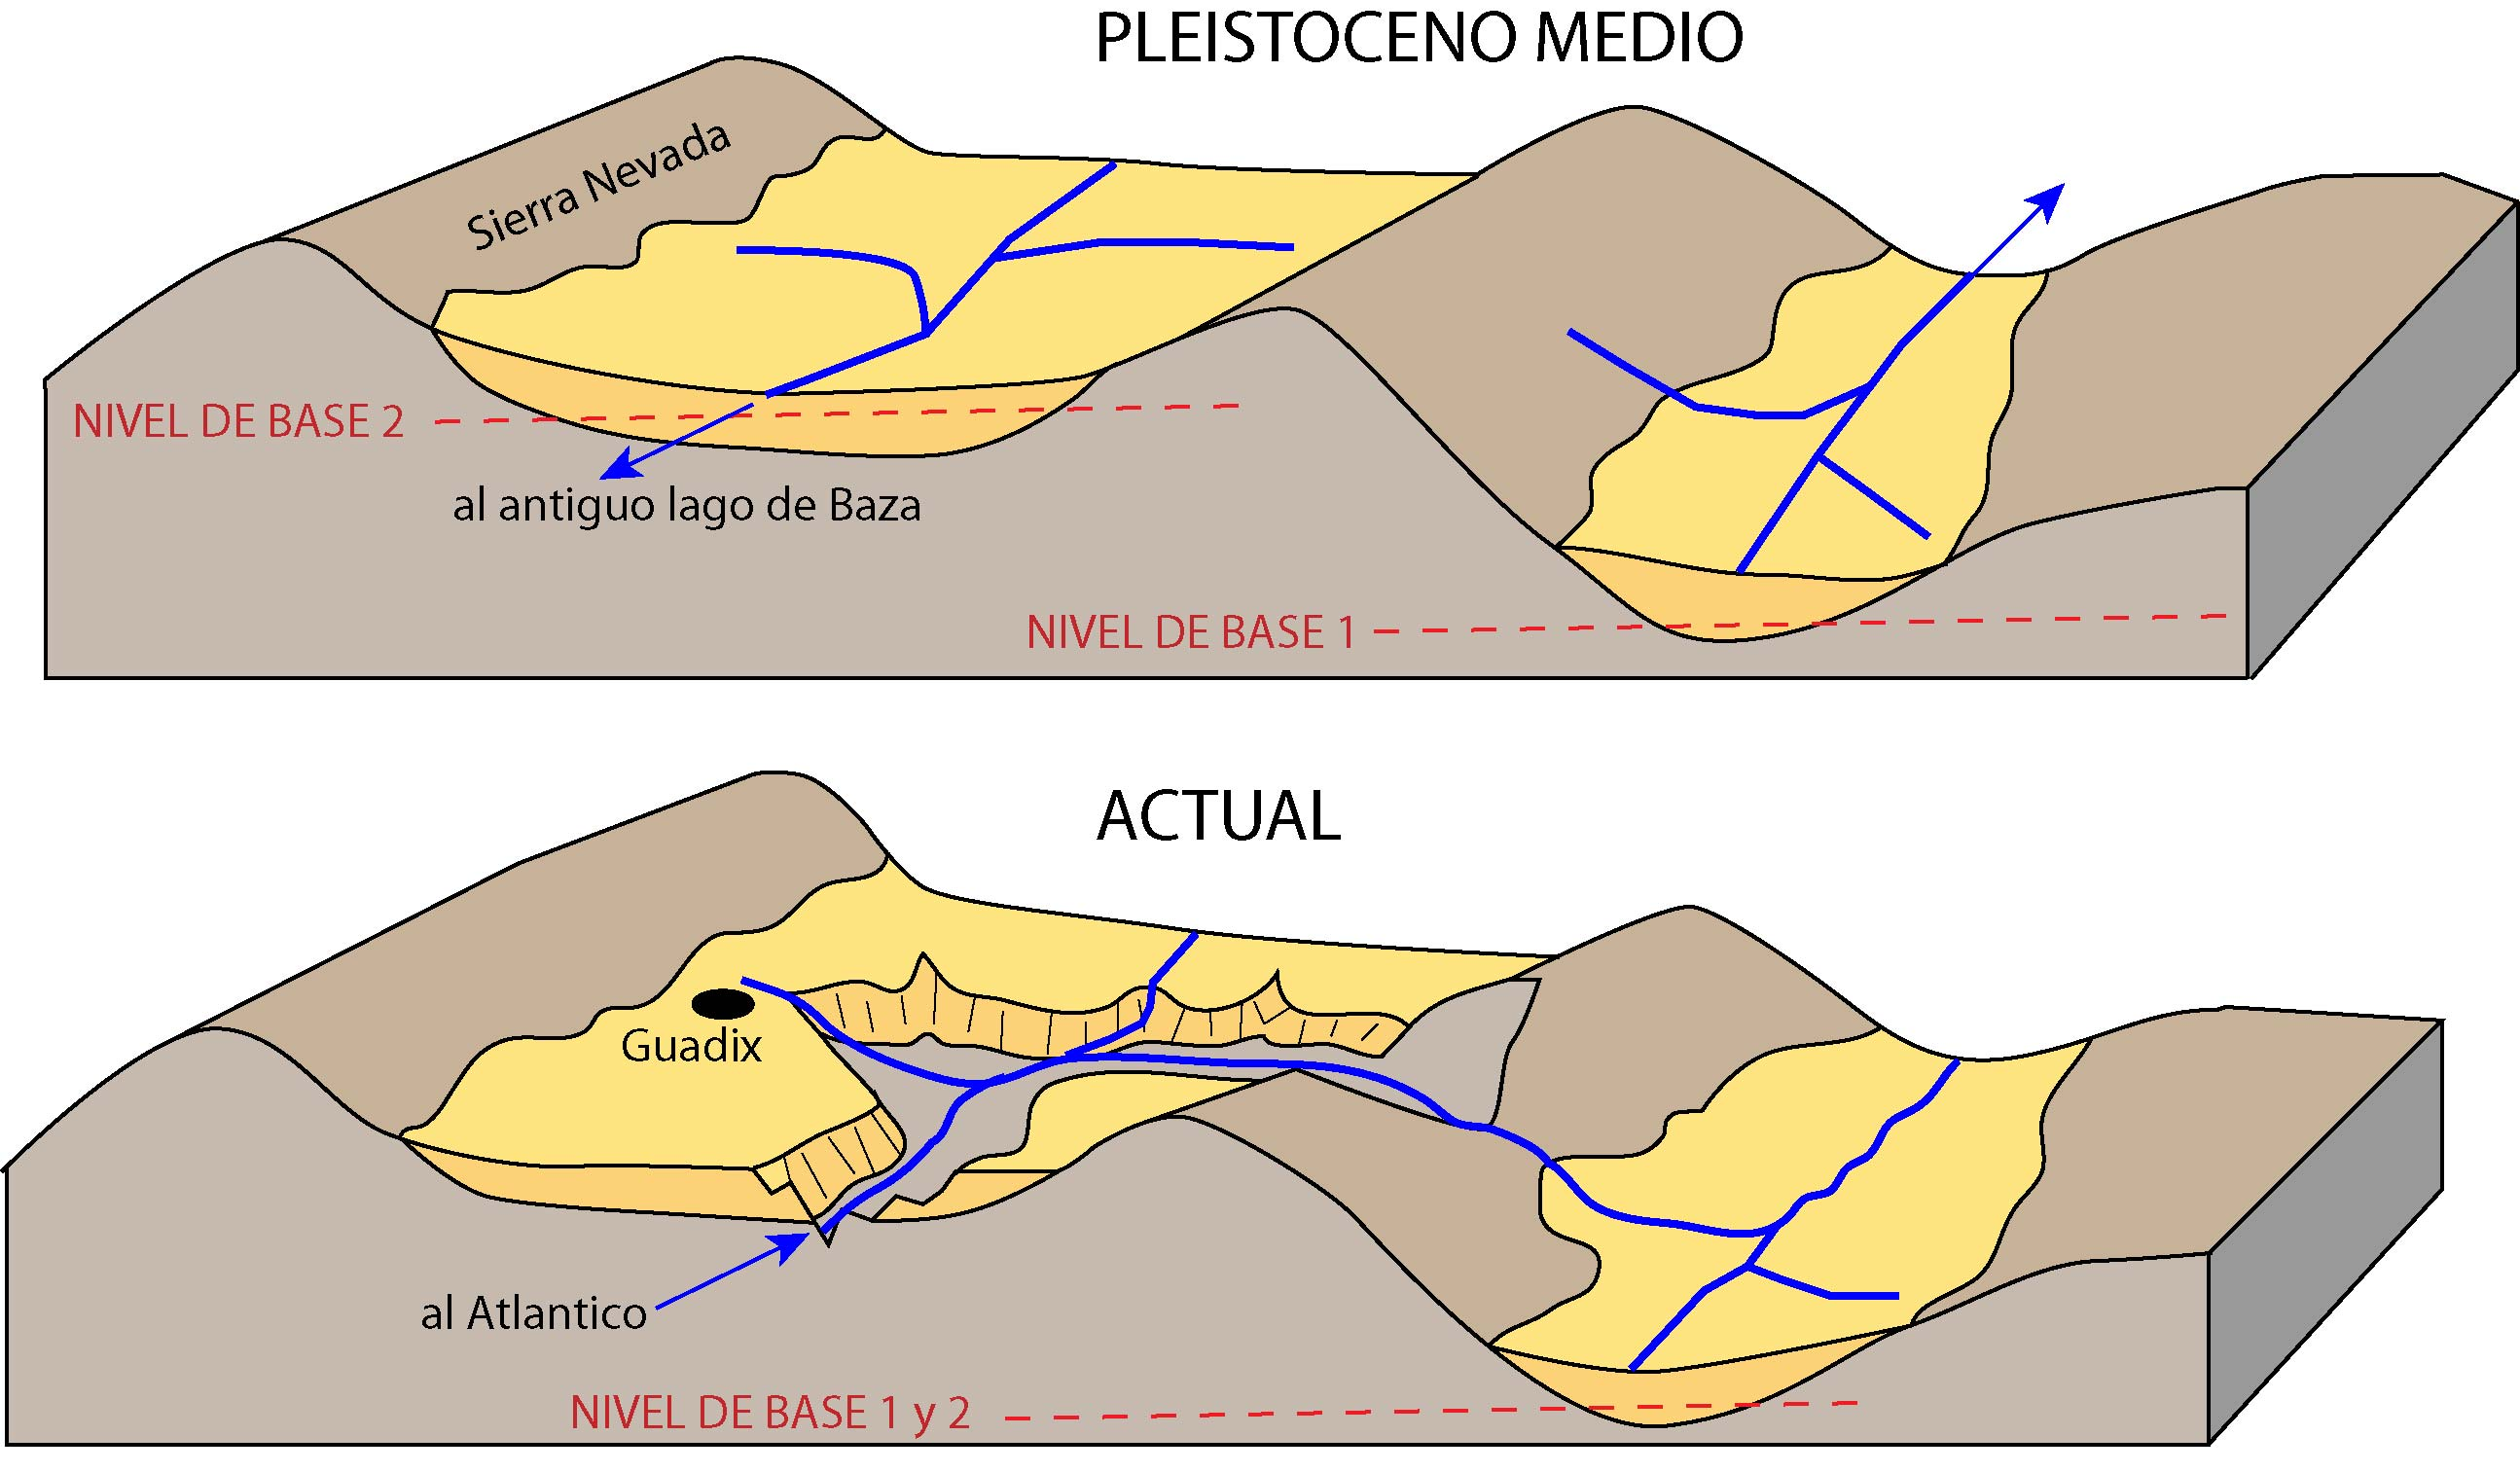 PLEISTOCENO MEDIO
Sierra Nevada
NIVEL DE BASE 2
al antiguo lago de Baza
NIVEL DE BASE 1
ACTUAL
Guadix
al Atlantico
NIVEL DE BASE 1 y 2